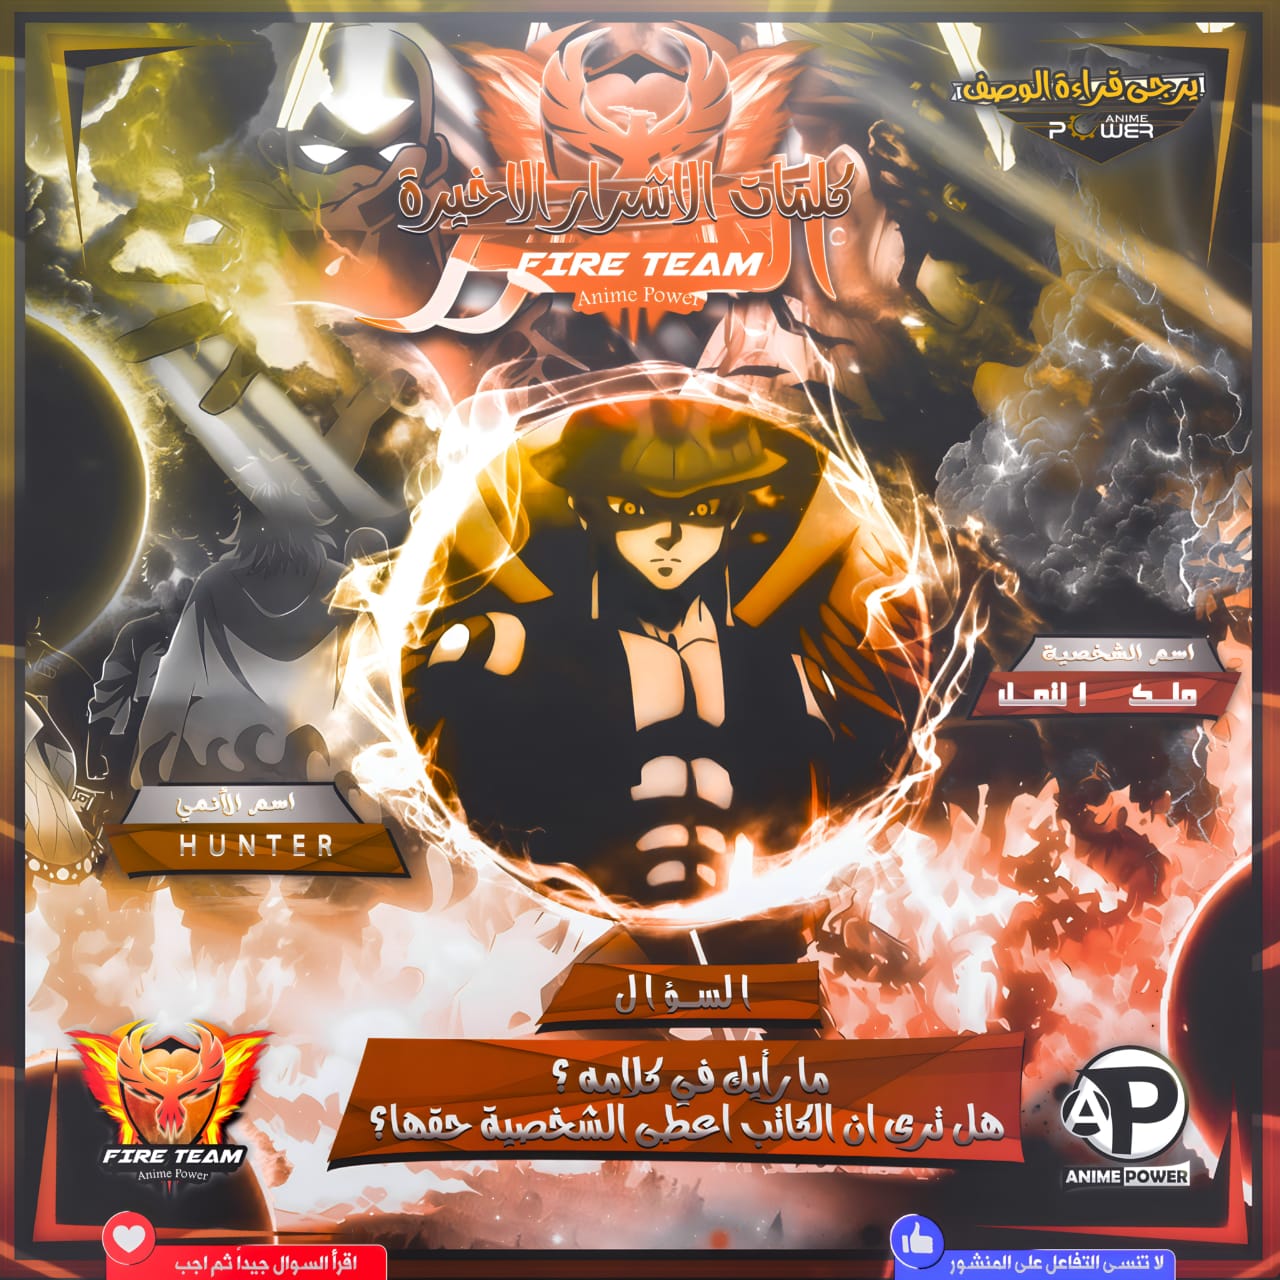 يرجى قراءة الوصف!
ANIME
POWER
كلمات الاشرار الاخيرة
FIRE TEAM
Anime Power
اسم الشخصية
ملك النمل
اسم الأنمي
HUNTER
السؤال
ما رأيك في كلامه ؟
هل ترى ان الكاتب اعطى الشخصية حقها؟
FIRE TEAM
Anime Power
AP
ANIME POWER
اقرأ السوال جيداً ثم اجب
لا تنسى التفاعل على المنشور